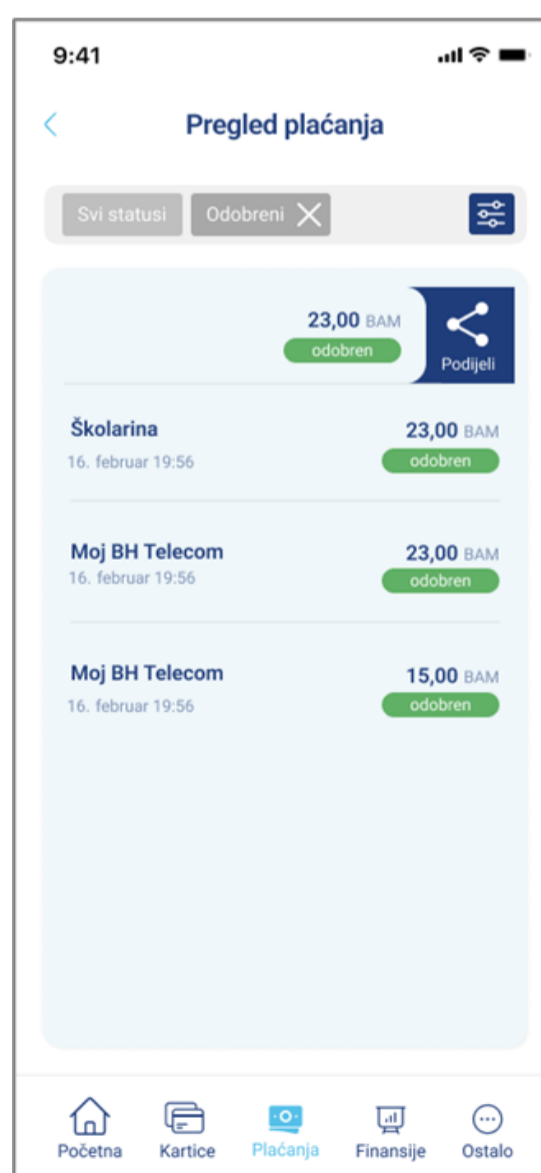 9:41
Pregled plaćanja
Svi statusi Odobreni
23,00 BAM
odobren
Podijeli
Školarina 23,00 BAM
16. februar 19:56 odobren
Moj BH Telecom 23,00 BAM
16. februar 19:56 odobren
Moj BH Telecom 15,00 BAM
16. februar 19:56 odobren
Početna Kartice Plaćanja Finansije Ostalo